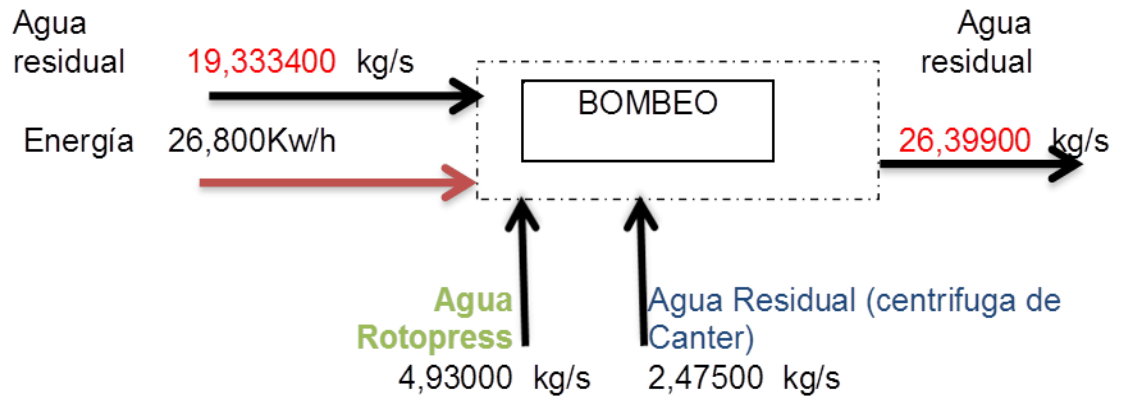 Agua
residual 19,333400 kg/s
Agua
residual
BOMBEO
Energía 26,800Kw/h
26,39900 kg/s
Agua
Rotopress
4,93000 kg/s
Agua Residual (centrifuga de
Canter)
2,47500 kg/s